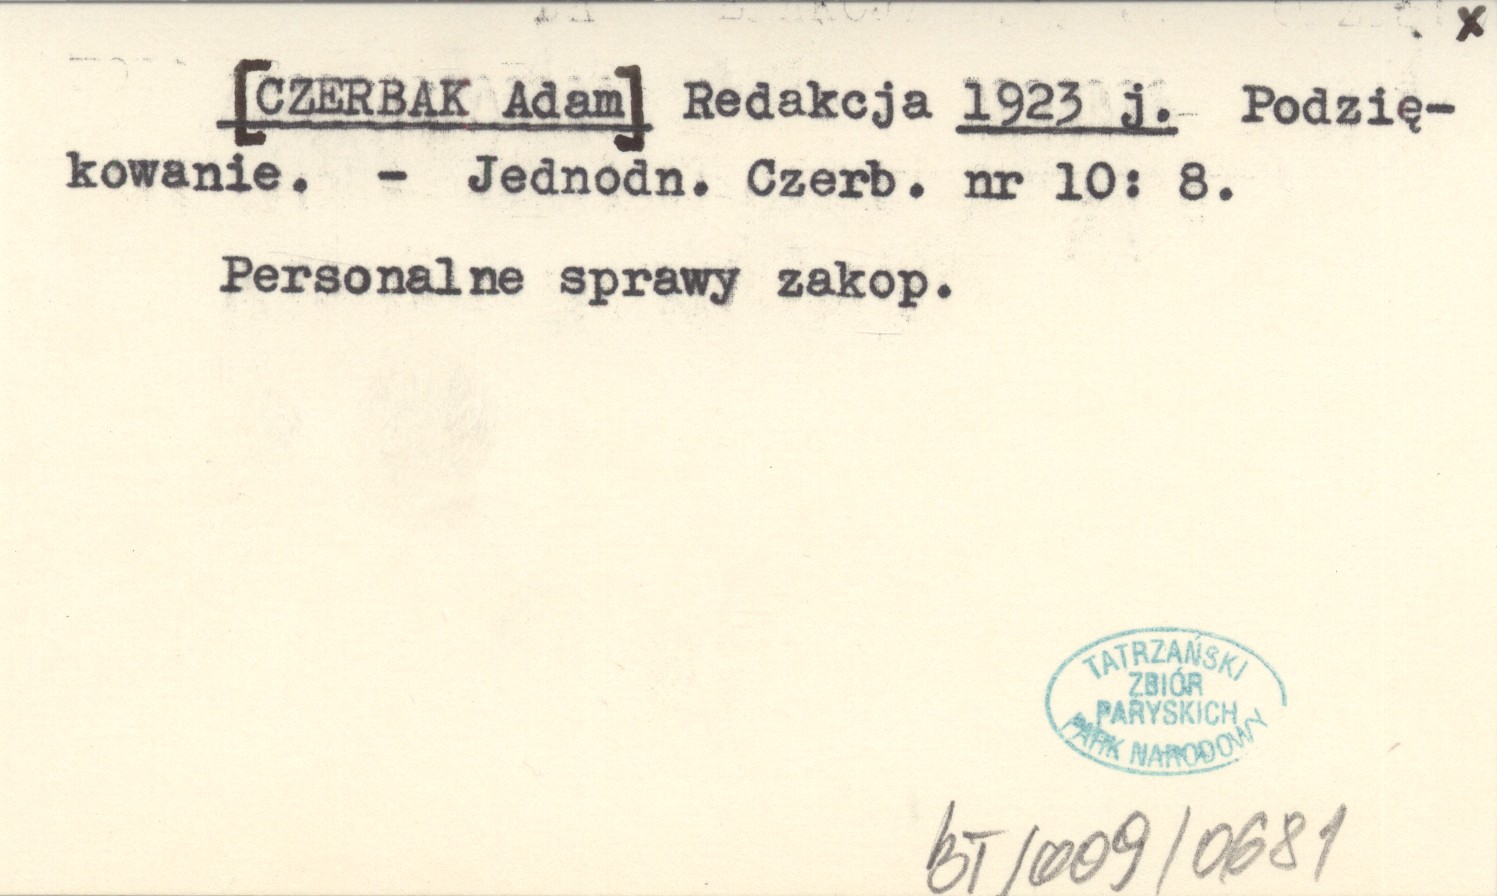 x
[CZERBAK Adam] Redakcja 1923 j. Podzię-
kowanie. - Jednodn. Czerb. nr 10: 8.
Personalne sprawy zakop.
TATRZAŃSKI
ZBIÓR
PARYSKICH
PARK NARODOWY
BT/009/0681